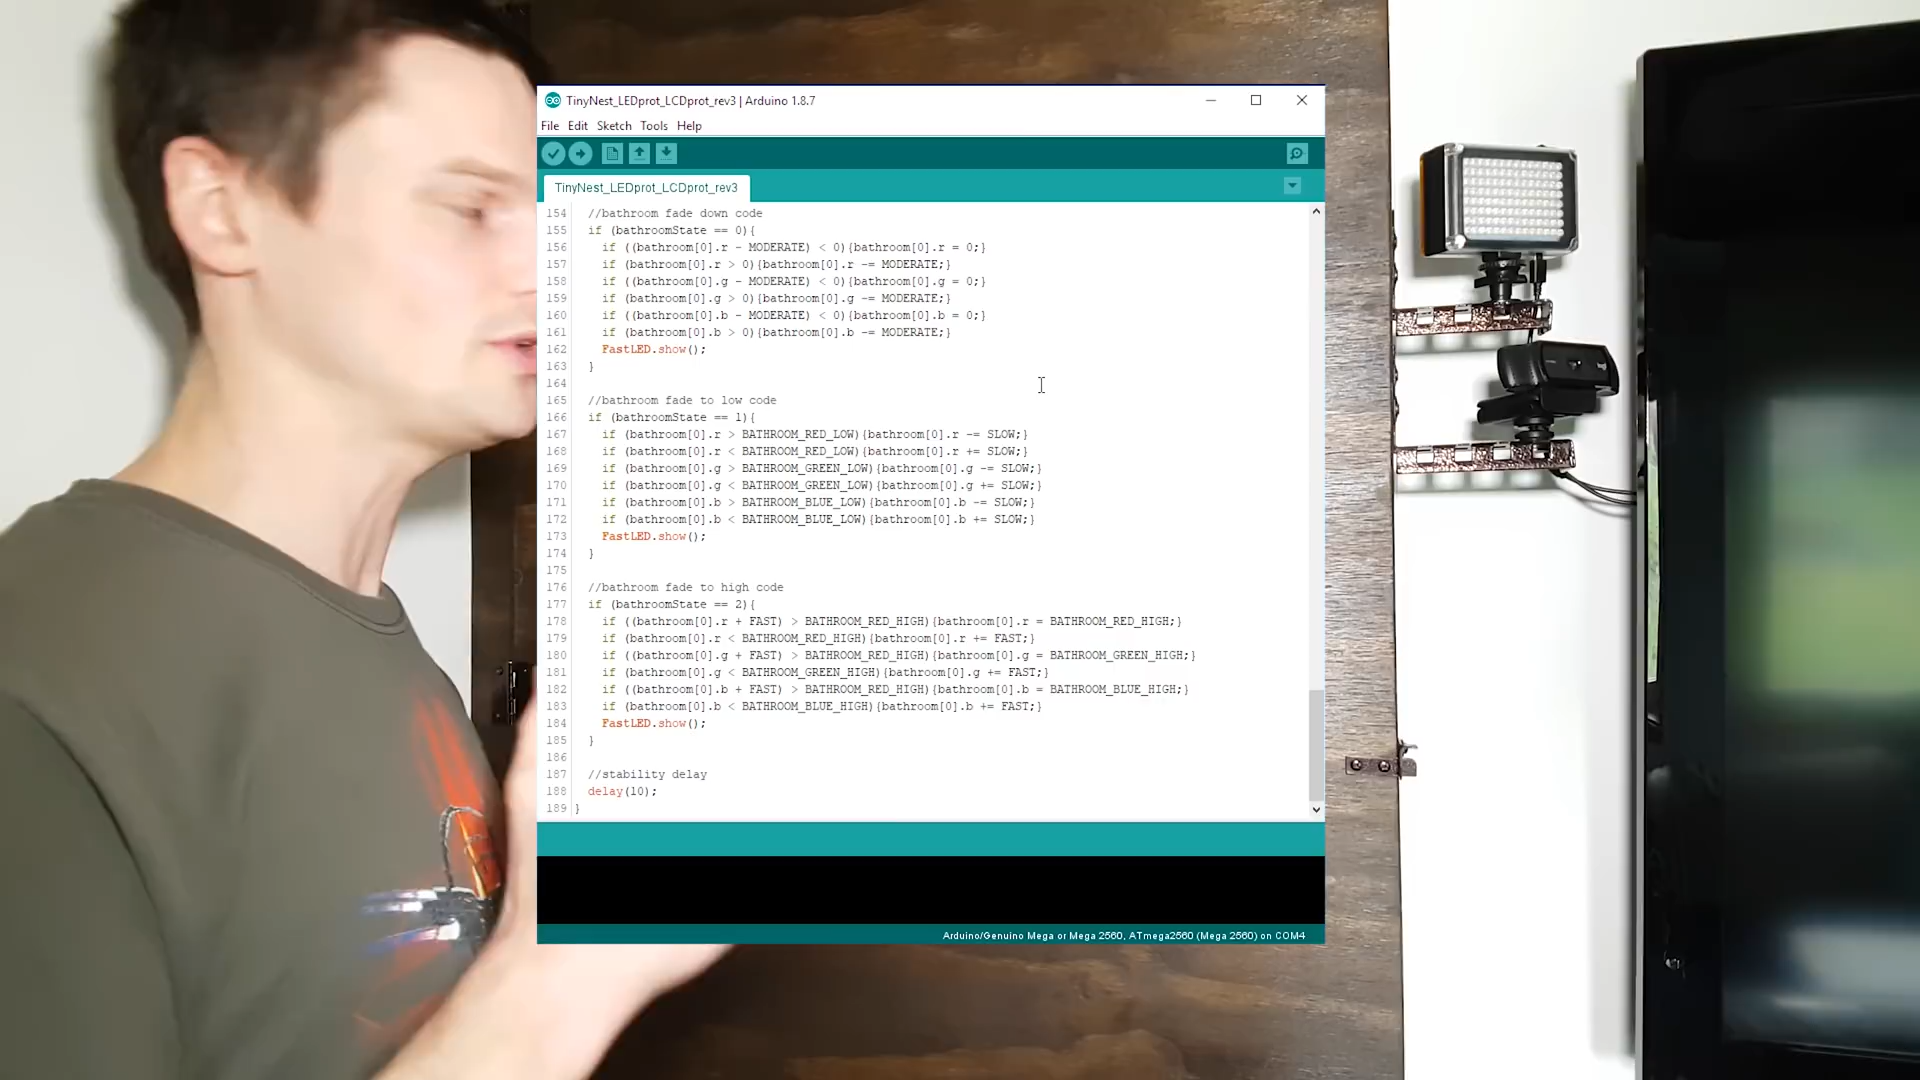 TinyNest_LEDprot_LCDprot_rev3 | Arduino 1.8.7
File Edit Sketch Tools Help
TinyNest_LEDprot_LCDprot_rev3
154 //bathroom fade down code
155 if (bathroomState == 0){
156 if ((bathroom[0].r - MODERATE) < 0){bathroom[0].r = 0;}
157 if (bathroom[0].r > 0){bathroom[0].r -= MODERATE;}
158 if ((bathroom[0].g - MODERATE) < 0){bathroom[0].g = 0;}
159 if (bathroom[0].g > 0){bathroom[0].g -= MODERATE;}
160 if ((bathroom[0].b - MODERATE) < 0){bathroom[0].b = 0;}
161 if (bathroom[0].b > 0){bathroom[0].b -= MODERATE;}
162 FastLED.show();
163 }
164
165 //bathroom fade to low code
166 if (bathroomState == 1){
167 if (bathroom[0].r > BATHROOM_RED_LOW){bathroom[0].r -= SLOW;}
168 if (bathroom[0].r < BATHROOM_RED_LOW){bathroom[0].r += SLOW;}
169 if (bathroom[0].g > BATHROOM_GREEN_LOW){bathroom[0].g -= SLOW;}
170 if (bathroom[0].g < BATHROOM_GREEN_LOW){bathroom[0].g += SLOW;}
171 if (bathroom[0].b > BATHROOM_BLUE_LOW){bathroom[0].b -= SLOW;}
172 if (bathroom[0].b < BATHROOM_BLUE_LOW){bathroom[0].b += SLOW;}
173 FastLED.show();
174 }
175
176 //bathroom fade to high code
177 if (bathroomState == 2){
178 if ((bathroom[0].r + FAST) > BATHROOM_RED_HIGH){bathroom[0].r = BATHROOM_RED_HIGH;}
179 if (bathroom[0].r < BATHROOM_RED_HIGH){bathroom[0].r += FAST;}
180 if ((bathroom[0].g + FAST) > BATHROOM_RED_HIGH){bathroom[0].g = BATHROOM_GREEN_HIGH;}
181 if (bathroom[0].g < BATHROOM_GREEN_HIGH){bathroom[0].g += FAST;}
182 if ((bathroom[0].b + FAST) > BATHROOM_RED_HIGH){bathroom[0].b = BATHROOM_BLUE_HIGH;}
183 if (bathroom[0].b < BATHROOM_BLUE_HIGH){bathroom[0].b += FAST;}
184 FastLED.show();
185 }
186
187 //stability delay
188 delay(10);
189 }
Arduino/Genuino Mega or Mega 2560, ATmega2560 (Mega 2560) on COM4